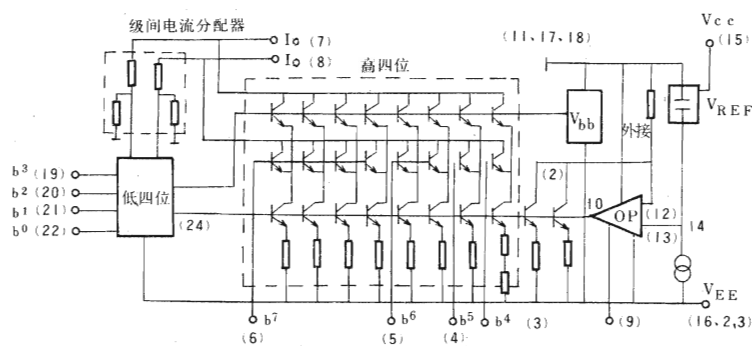 级间电流分配器
I₀ (7)
I₀ (8)
高四位
(11、17、18)
Vcc
(15)
VREF
Vbb
外接
b³ (19)
b² (20)
b¹ (21)
b⁰ (22)
低四位
(24)
(2)
10
OP
(12)
(13)
14
VEE
(16、2、3)
b⁷
(6)
b⁶
(5)
b⁵
(4)
b⁴
(3)
(9)